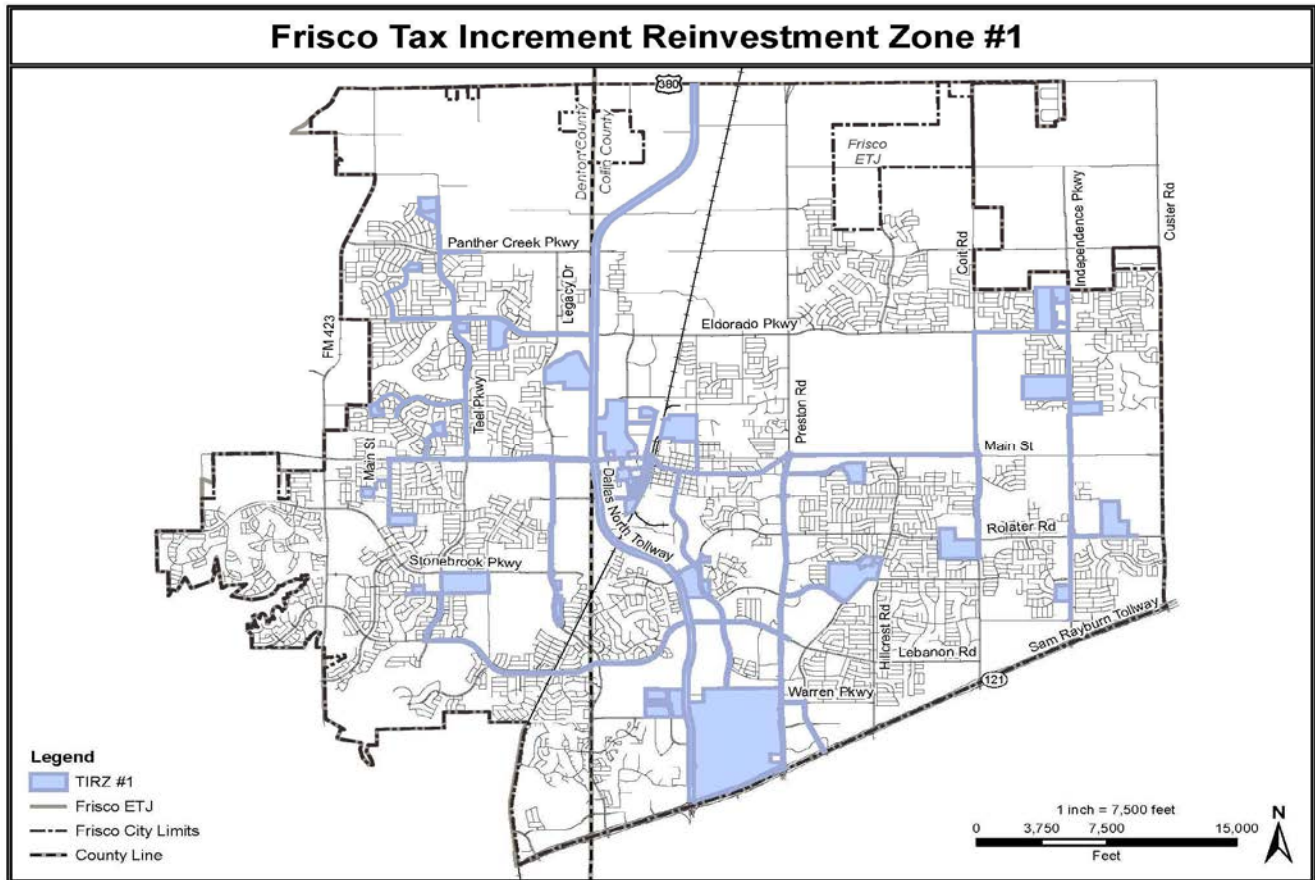 Frisco Tax Increment Reinvestment Zone #1
380
Denton County
Collin County
Frisco
ETJ
Panther Creek Pkwy
Legacy Dr
Coit Rd
Independence Pkwy
Custer Rd
FM 423
Eldorado Pkwy
Teel Pkwy
Preston Rd
Main St
Main St
Dallas North Tollway
Rolater Rd
Stonebrook Pkwy
Hillcrest Rd
Lebanon Rd
Sam Rayburn Tollway
121
Warren Pkwy
Legend
TIRZ #1
Frisco ETJ
Frisco City Limits
County Line
1 inch = 7,500 feet
0 3,750 7,500 15,000
Feet
N